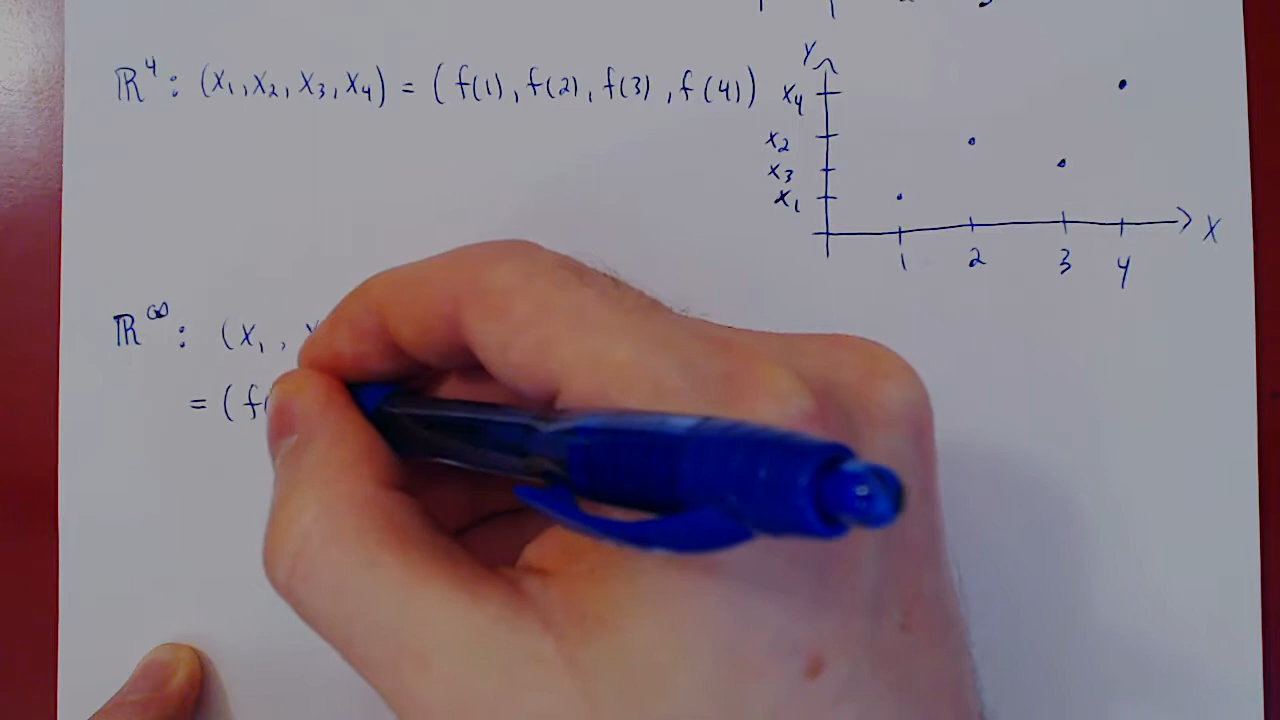 ℝ⁴ : (x₁, x₂, x₃, x₄) = (f(1), f(2), f(3), f(4))
Y
x₄
x₂
x₃
x₁
X
1 2 3 4
ℝ^∞ : (x₁,
= (f(